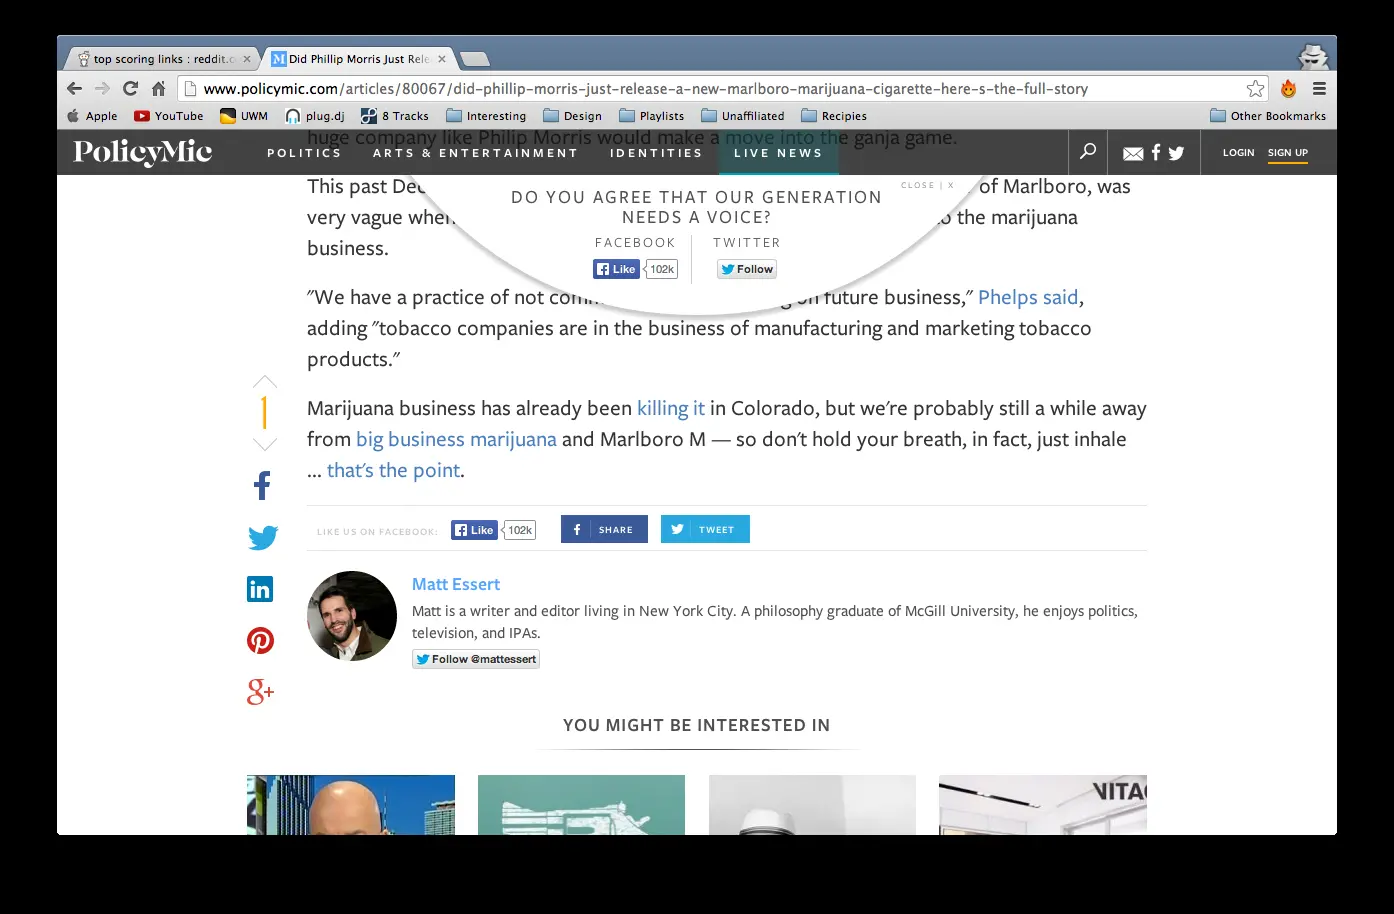 top scoring links : reddit.o
Did Phillip Morris Just Rele
www.policymic.com/articles/80067/did-phillip-morris-just-release-a-new-marlboro-marijuana-cigarette-here-s-the-full-story
Apple YouTube UWM plug.dj 8 Tracks Interesting Design Playlists Unaffiliated Recipies Other Bookmarks
huge company like Philip Morris would make a move into the ganja game.
PolicyMic POLITICS ARTS & ENTERTAINMENT IDENTITIES LIVE NEWS LOGIN SIGN UP
CLOSE | X
This past Dec of Marlboro, was
DO YOU AGREE THAT OUR GENERATION
very vague when the marijuana
NEEDS A VOICE?
business.
FACEBOOK TWITTER
Like 102k Follow
"We have a practice of not on future business," Phelps said,
adding "tobacco companies are in the business of manufacturing and marketing tobacco
products."
1
Marijuana business has already been killing it in Colorado, but we're probably still a while away
from big business marijuana and Marlboro M — so don't hold your breath, in fact, just inhale
... that's the point.
LIKE US ON FACEBOOK: Like 102k SHARE TWEET
Matt Essert
Matt is a writer and editor living in New York City. A philosophy graduate of McGill University, he enjoys politics,
television, and IPAs.
Follow @mattessert
YOU MIGHT BE INTERESTED IN
VITA